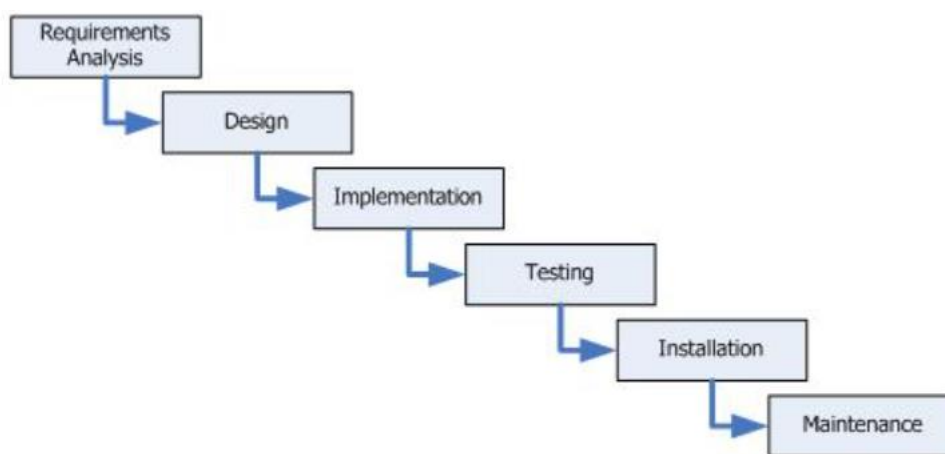 Requirements
Analysis
Design
Implementation
Testing
Installation
Maintenance